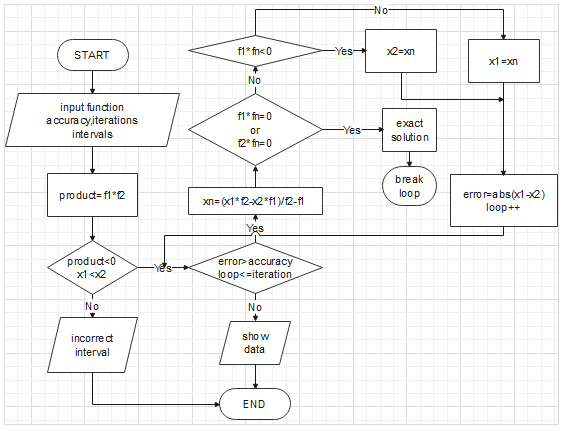 START
input function
accuracy,iterations
intervals
product=f1*f2
product<0
x1<x2
No
incorrect
interval
Yes
error>accuracy
loop<=iteration
No
show
data
END
Yes
xn=(x1*f2-x2*f1)/f2-f1
f1*fn=0
or
f2*fn=0
Yes
exact
solution
break
loop
No
f1*fn<0
Yes
x2=xn
No
x1=xn
error=abs(x1-x2)
loop++